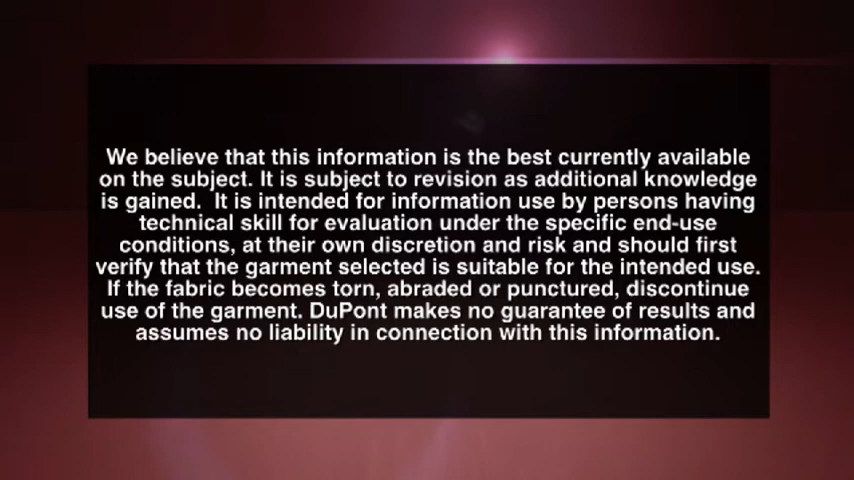 We believe that this information is the best currently available
on the subject. It is subject to revision as additional knowledge
is gained.  It is intended for information use by persons having
technical skill for evaluation under the specific end-use
conditions, at their own discretion and risk and should first
verify that the garment selected is suitable for the intended use.
If the fabric becomes torn, abraded or punctured, discontinue
use of the garment. DuPont makes no guarantee of results and
assumes no liability in connection with this information.